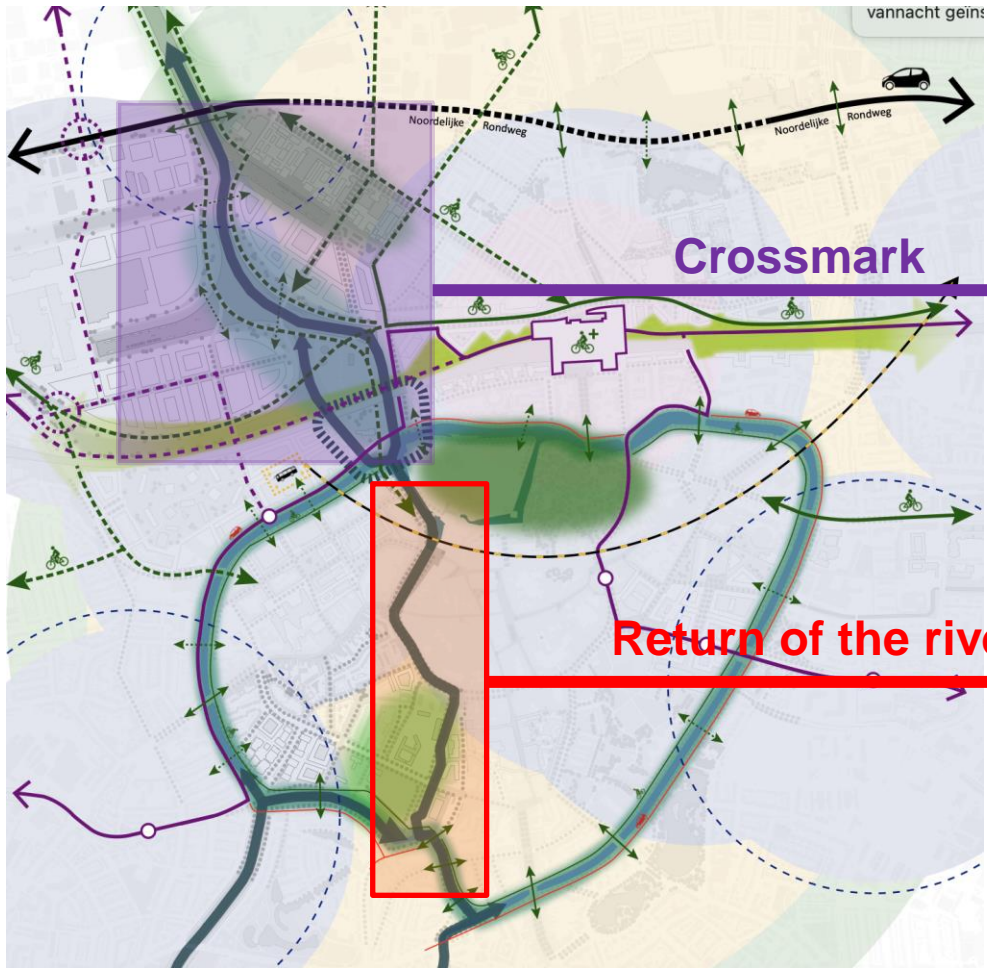 vannacht geïns
Noordelijke Rondweg
Noordelijke Rondweg
Crossmark
Return of the rive